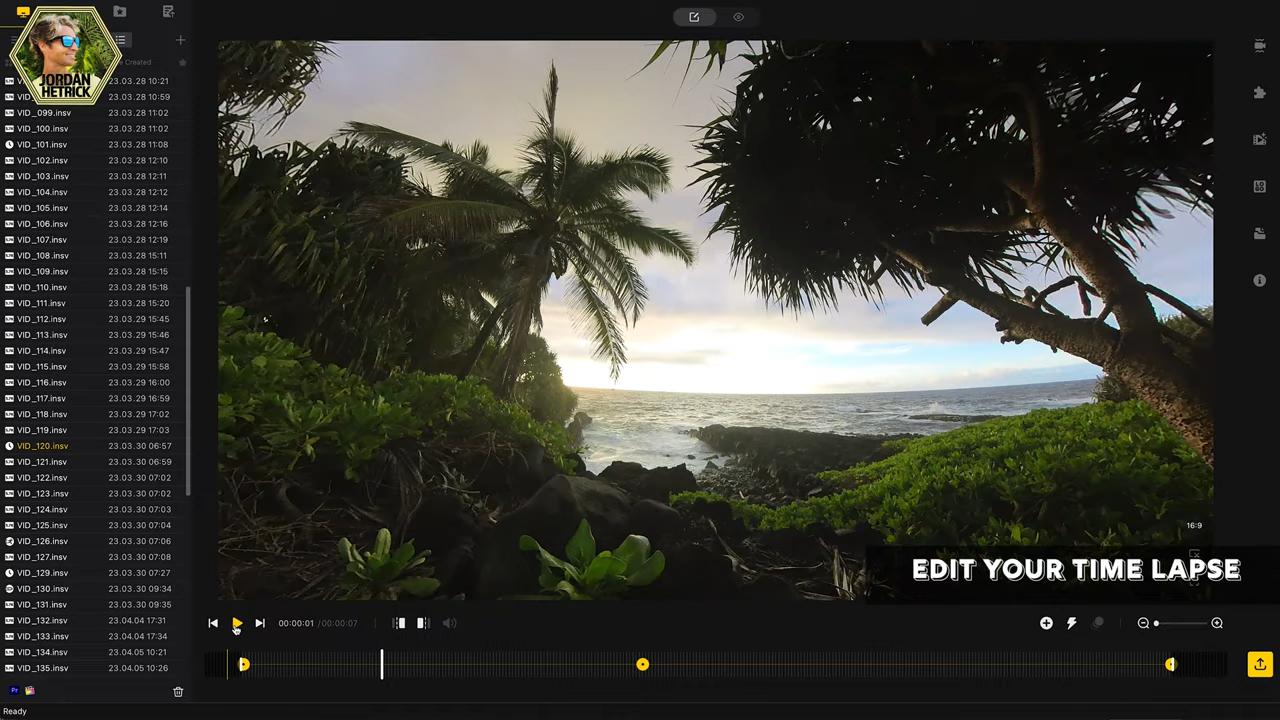 JORDAN
HETRICK
Created
23.03.28 10:21
23.03.28 10:59
VID_099.insv 23.03.28 11:02
VID_100.insv 23.03.28 11:02
VID_101.insv 23.03.28 11:08
VID_102.insv 23.03.28 12:10
VID_103.insv 23.03.28 12:11
VID_104.insv 23.03.28 12:12
VID_105.insv 23.03.28 12:14
VID_106.insv 23.03.28 12:16
VID_107.insv 23.03.28 12:19
VID_108.insv 23.03.28 15:11
VID_109.insv 23.03.28 15:15
VID_110.insv 23.03.28 15:18
VID_111.insv 23.03.28 15:20
VID_112.insv 23.03.29 15:45
VID_113.insv 23.03.29 15:46
VID_114.insv 23.03.29 15:47
VID_115.insv 23.03.29 15:58
VID_116.insv 23.03.29 16:00
VID_117.insv 23.03.29 16:59
VID_118.insv 23.03.29 17:02
VID_119.insv 23.03.29 17:03
VID_120.insv 23.03.30 06:57
VID_121.insv 23.03.30 06:59
VID_122.insv 23.03.30 07:02
VID_123.insv 23.03.30 07:02
VID_124.insv 23.03.30 07:03
VID_125.insv 23.03.30 07:04
VID_126.insv 23.03.30 07:06
VID_127.insv 23.03.30 07:08
VID_129.insv 23.03.30 07:27
VID_130.insv 23.03.30 09:34
VID_131.insv 23.03.30 09:35
VID_132.insv 23.04.04 17:31
VID_133.insv 23.04.04 17:34
VID_134.insv 23.04.05 10:21
VID_135.insv 23.04.05 10:26
Pr
Ready
16:9
EDIT YOUR TIME LAPSE
00:00:01 /00:00:07